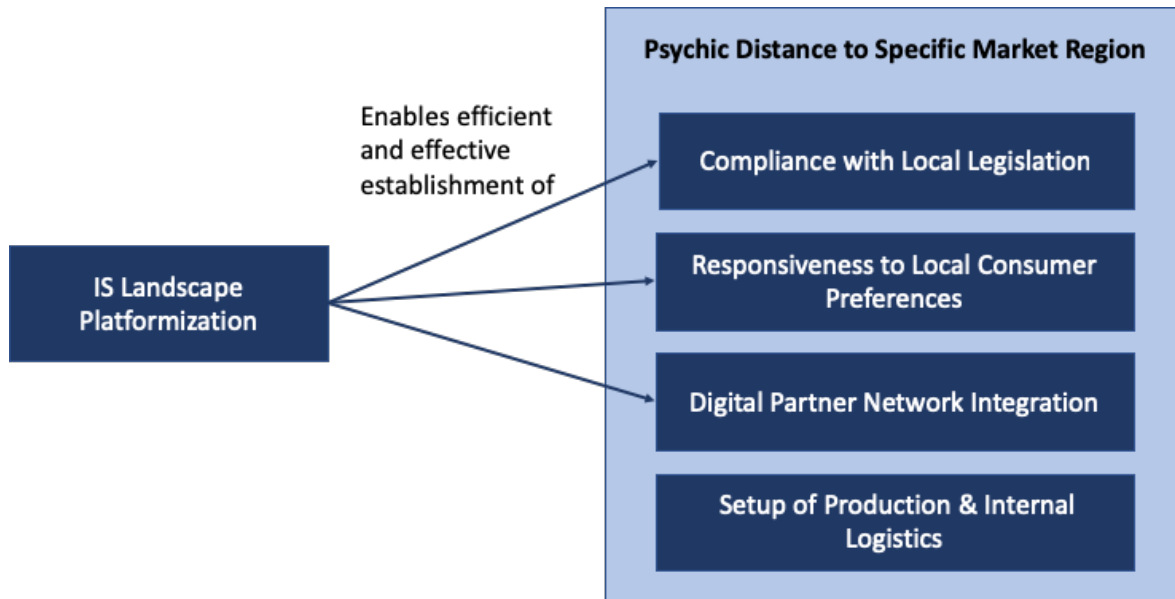 Psychic Distance to Specific Market Region
Enables efficient
and effective
establishment of
Compliance with Local Legislation
IS Landscape
Platformization
Responsiveness to Local Consumer
Preferences
Digital Partner Network Integration
Setup of Production & Internal
Logistics